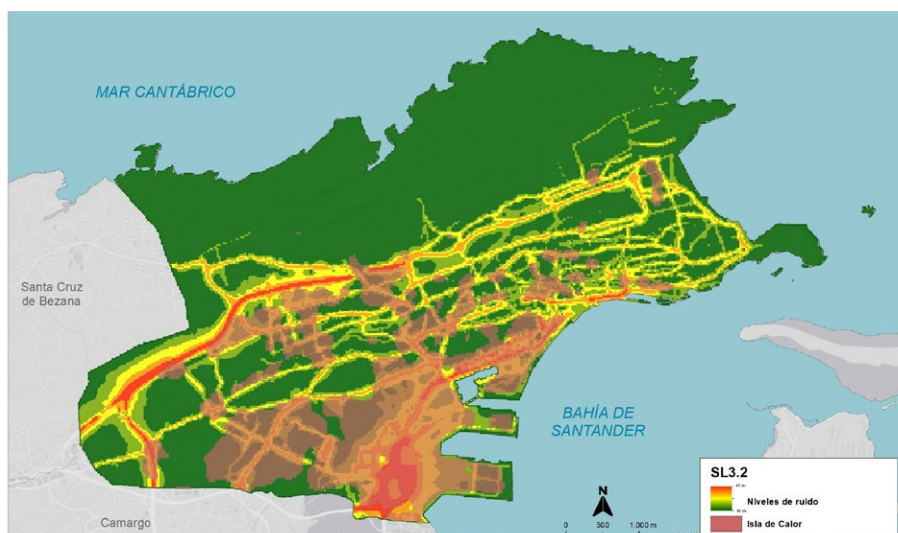 MAR CANTÁBRICO
Santa Cruz
de Bezana
BAHÍA DE
SANTANDER
Camargo
N
0 500 1.000 m
SL3.2
Niveles de ruido
Isla de Calor